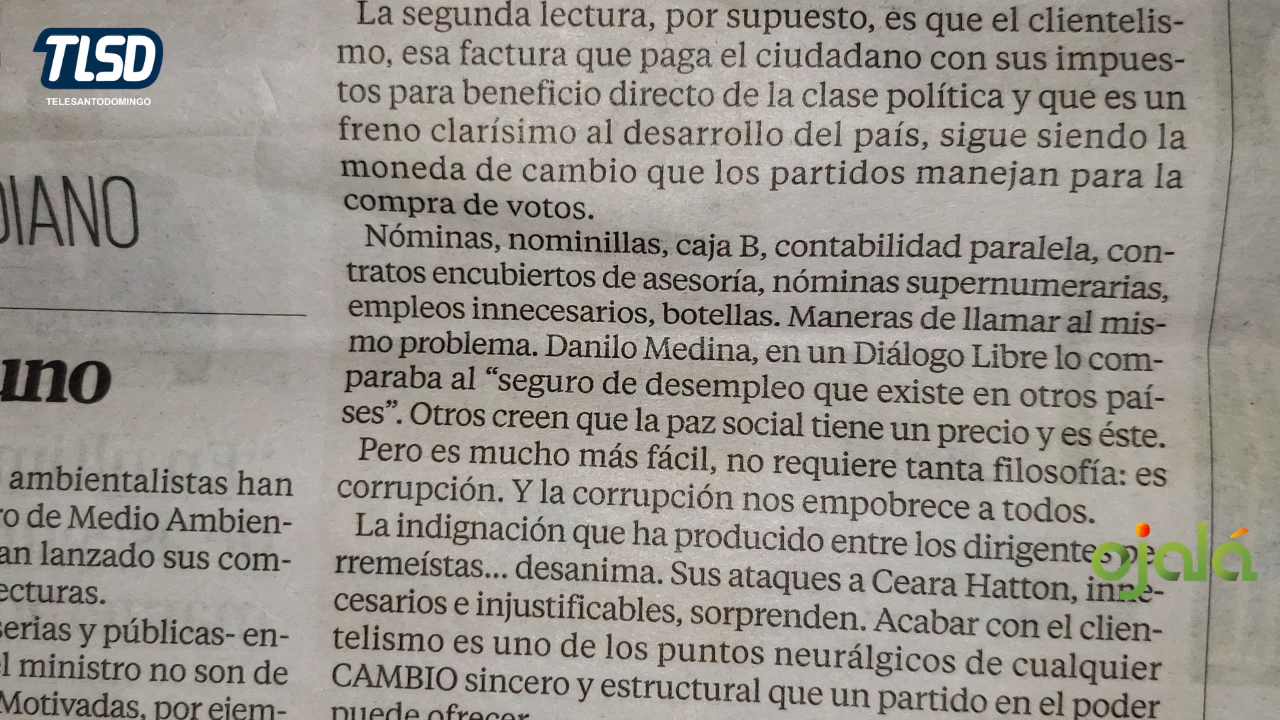 TLSD
TELESANTODOMINGO
DIANO
uno
ambientalistas han
ro de Medio Ambien-
an lanzado sus com-
ecturas.
serias y públicas- en-
el ministro no son de
Motivadas, por ejem-
La segunda lectura, por supuesto, es que el clientelis-
mo, esa factura que paga el ciudadano con sus impues-
tos para beneficio directo de la clase política y que es un
freno clarísimo al desarrollo del país, sigue siendo la
moneda de cambio que los partidos manejan para la
compra de votos.
Nóminas, nominillas, caja B, contabilidad paralela, con-
tratos encubiertos de asesoría, nóminas supernumerarias,
empleos innecesarios, botellas. Maneras de llamar al mis-
mo problema. Danilo Medina, en un Diálogo Libre lo com-
paraba al “seguro de desempleo que existe en otros paí-
ses”. Otros creen que la paz social tiene un precio y es éste.
Pero es mucho más fácil, no requiere tanta filosofía: es
corrupción. Y la corrupción nos empobrece a todos.
La indignación que ha producido entre los dirigentes pe-
rremeístas... desanima. Sus ataques a Ceara Hatton, inne-
cesarios e injustificables, sorprenden. Acabar con el clien-
telismo es uno de los puntos neurálgicos de cualquier
CAMBIO sincero y estructural que un partido en el poder
puede ofrecer.
ojalá